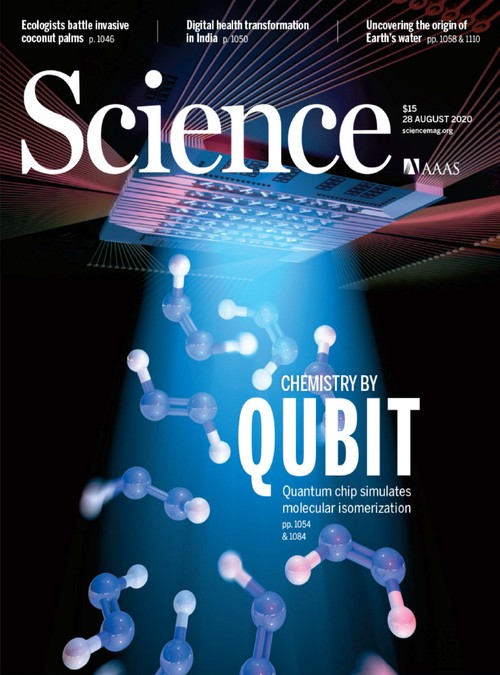 Ecologists battle invasive
coconut palms p. 1046
Digital health transformation
in India p. 1050
Uncovering the origin of
Earth's water pp. 1058 & 1110
Science
$15
28 AUGUST 2020
sciencemag.org
AAAS
CHEMISTRY BY
QUBIT
Quantum chip simulates
molecular isomerization
pp. 1054
& 1084